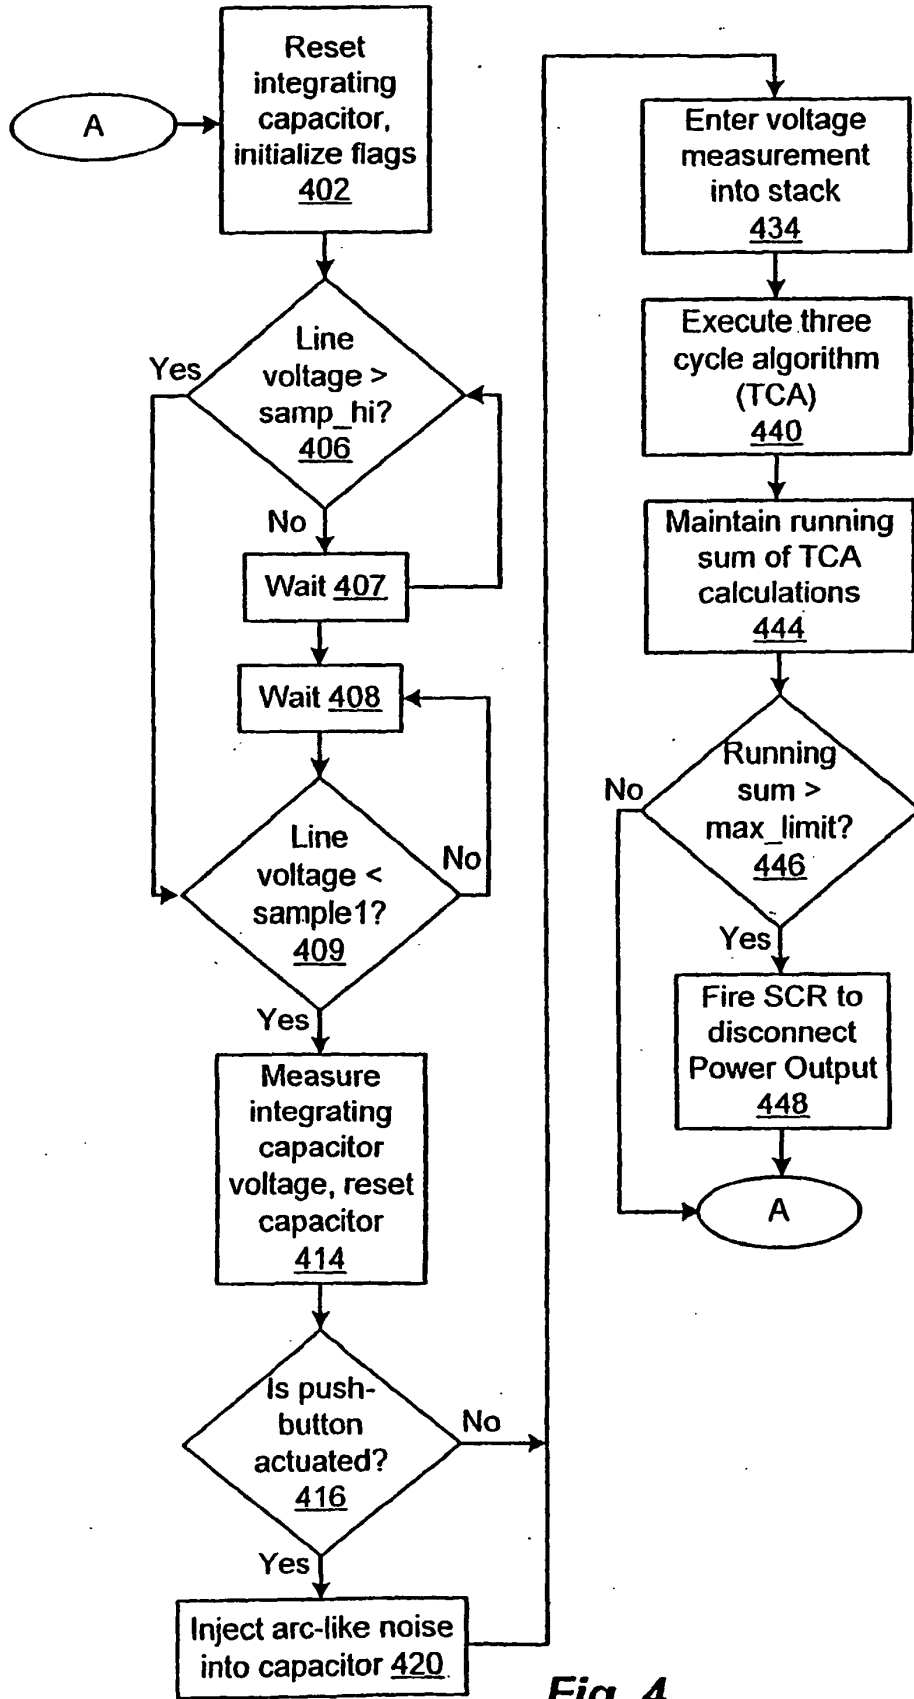 A
Reset
integrating
capacitor,
initialize flags
402
Line
voltage >
samp_hi?
406
Yes
No
Wait 407
Wait 408
Line
voltage <
sample1?
409
No
Yes
Measure
integrating
capacitor
voltage, reset
capacitor
414
Is push-
button
actuated?
416
No
Yes
Inject arc-like noise
into capacitor 420
Enter voltage
measurement
into stack
434
Execute three
cycle algorithm
(TCA)
440
Maintain running
sum of TCA
calculations
444
Running
sum >
max_limit?
446
No
Yes
Fire SCR to
disconnect
Power Output
448
A
Fig. 4